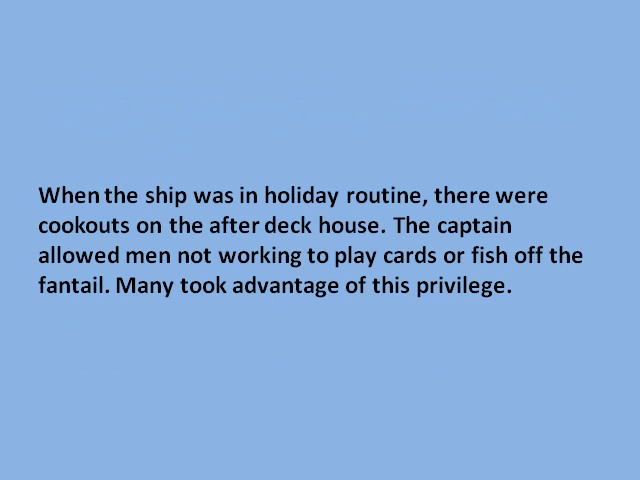 When the ship was in holiday routine, there were
cookouts on the after deck house. The captain
allowed men not working to play cards or fish off the
fantail. Many took advantage of this privilege.